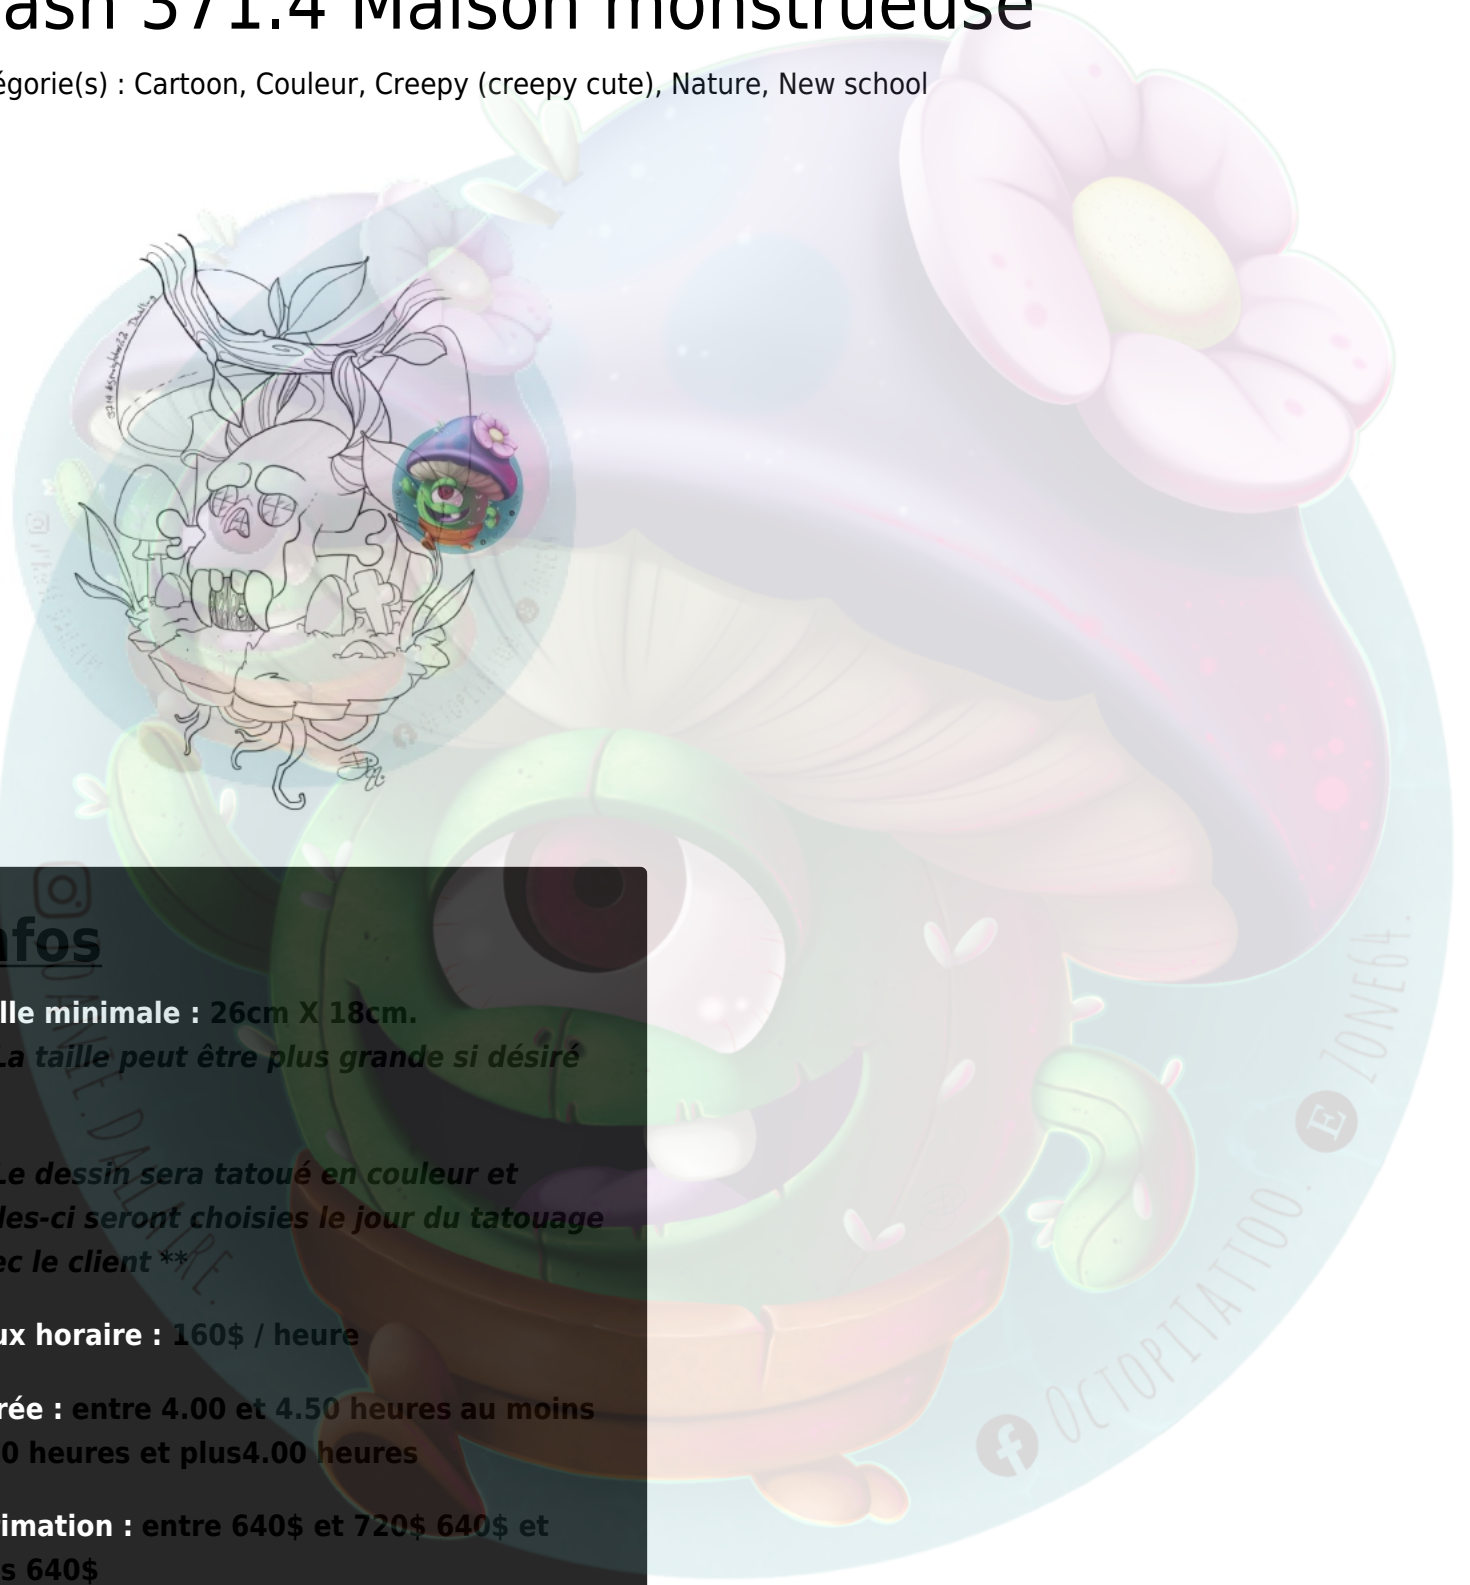 ash 371.4 Maison monstrueuse
égorie(s) : Cartoon, Couleur, Creepy (creepy cute), Nature, New school
nfos
lle minimale : 26cm X 18cm.
La taille peut être plus grande si désiré
Le dessin sera tatoué en couleur et
les-ci seront choisies le jour du tatouage
ec le client **
ux horaire : 160$ / heure
rée : entre 4.00 et 4.50 heures au moins
0 heures et plus4.00 heures
imation : entre 640$ et 720$ 640$ et
s 640$
OCTOPITATTOO.
ZONE64.